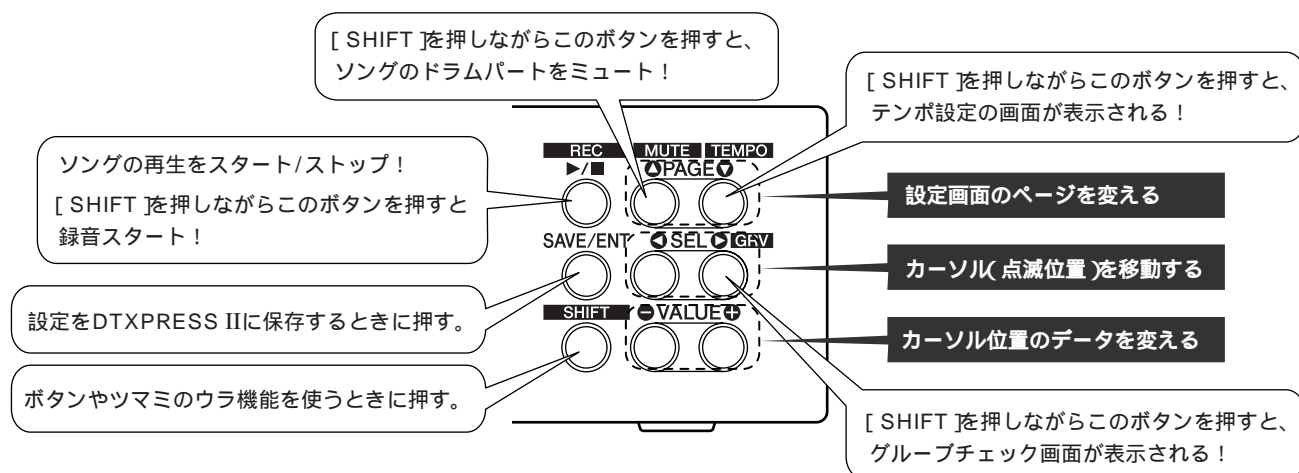 [ SHIFT ]を押しながらこのボタンを押すと、
ソングのドラムパートをミュート！
[ SHIFT ]を押しながらこのボタンを押すと、
テンポ設定の画面が表示される！
ソングの再生をスタート/ストップ！
[ SHIFT ]を押しながらこのボタンを押すと
録音スタート！
REC MUTE TEMPO
▶/■ ▲PAGE▼
設定画面のページを変える
SAVE/ENT ◀SEL▶ GRV
カーソル(点滅位置)を移動する
設定をDTXPRESS IIに保存するときに押す。
SHIFT −VALUE+
カーソル位置のデータを変える
ボタンやツマミのウラ機能を使うときに押す。
[ SHIFT ]を押しながらこのボタンを押すと、
グルーブチェック画面が表示される！